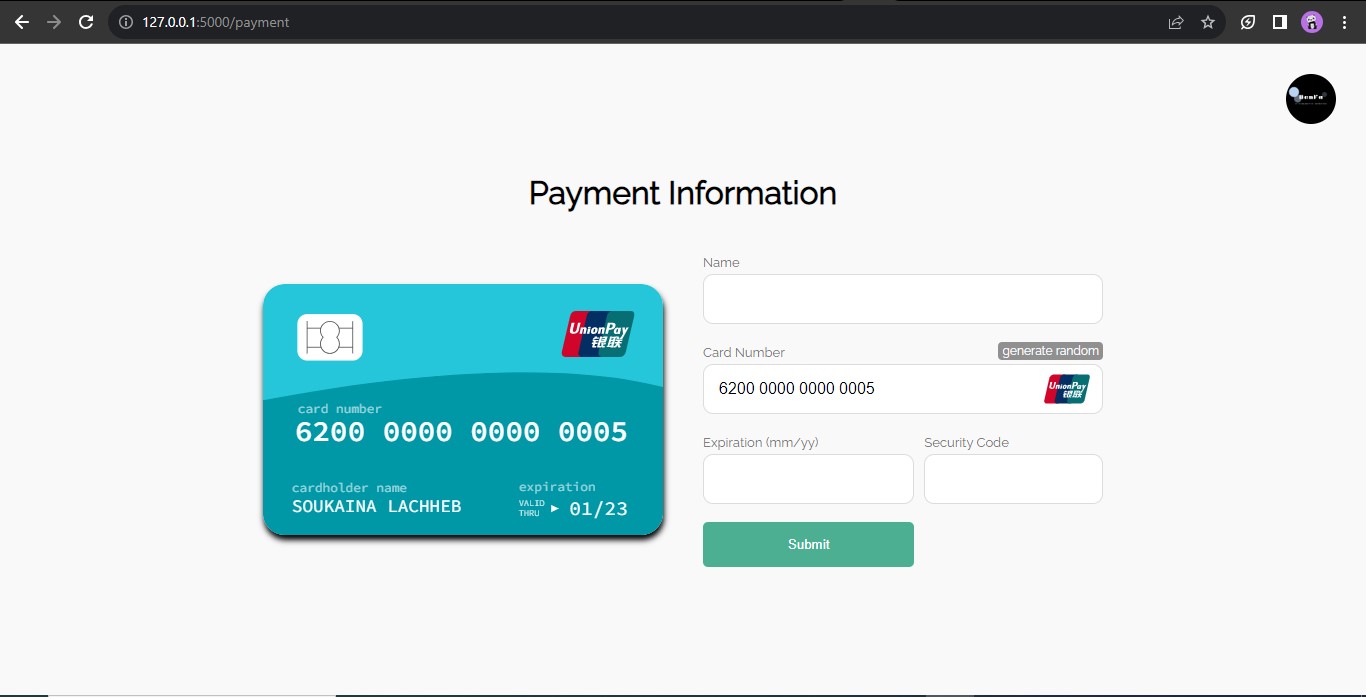 127.0.0.1:5000/payment
Payment Information
UnionPay
银联
card number
6200 0000 0000 0005
cardholder name
SOUKAINA LACHHEB
expiration
VALID
THRU
01/23
Name
Card Number
generate random
6200 0000 0000 0005
UnionPay
银联
Expiration (mm/yy)
Security Code
Submit